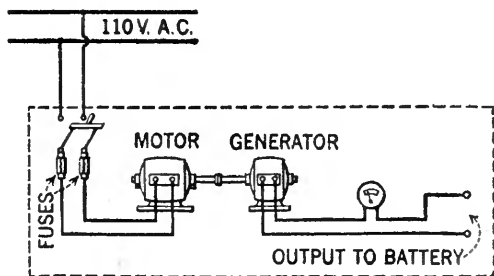 110 V. A.C.
MOTOR
GENERATOR
FUSES
OUTPUT TO BATTERY